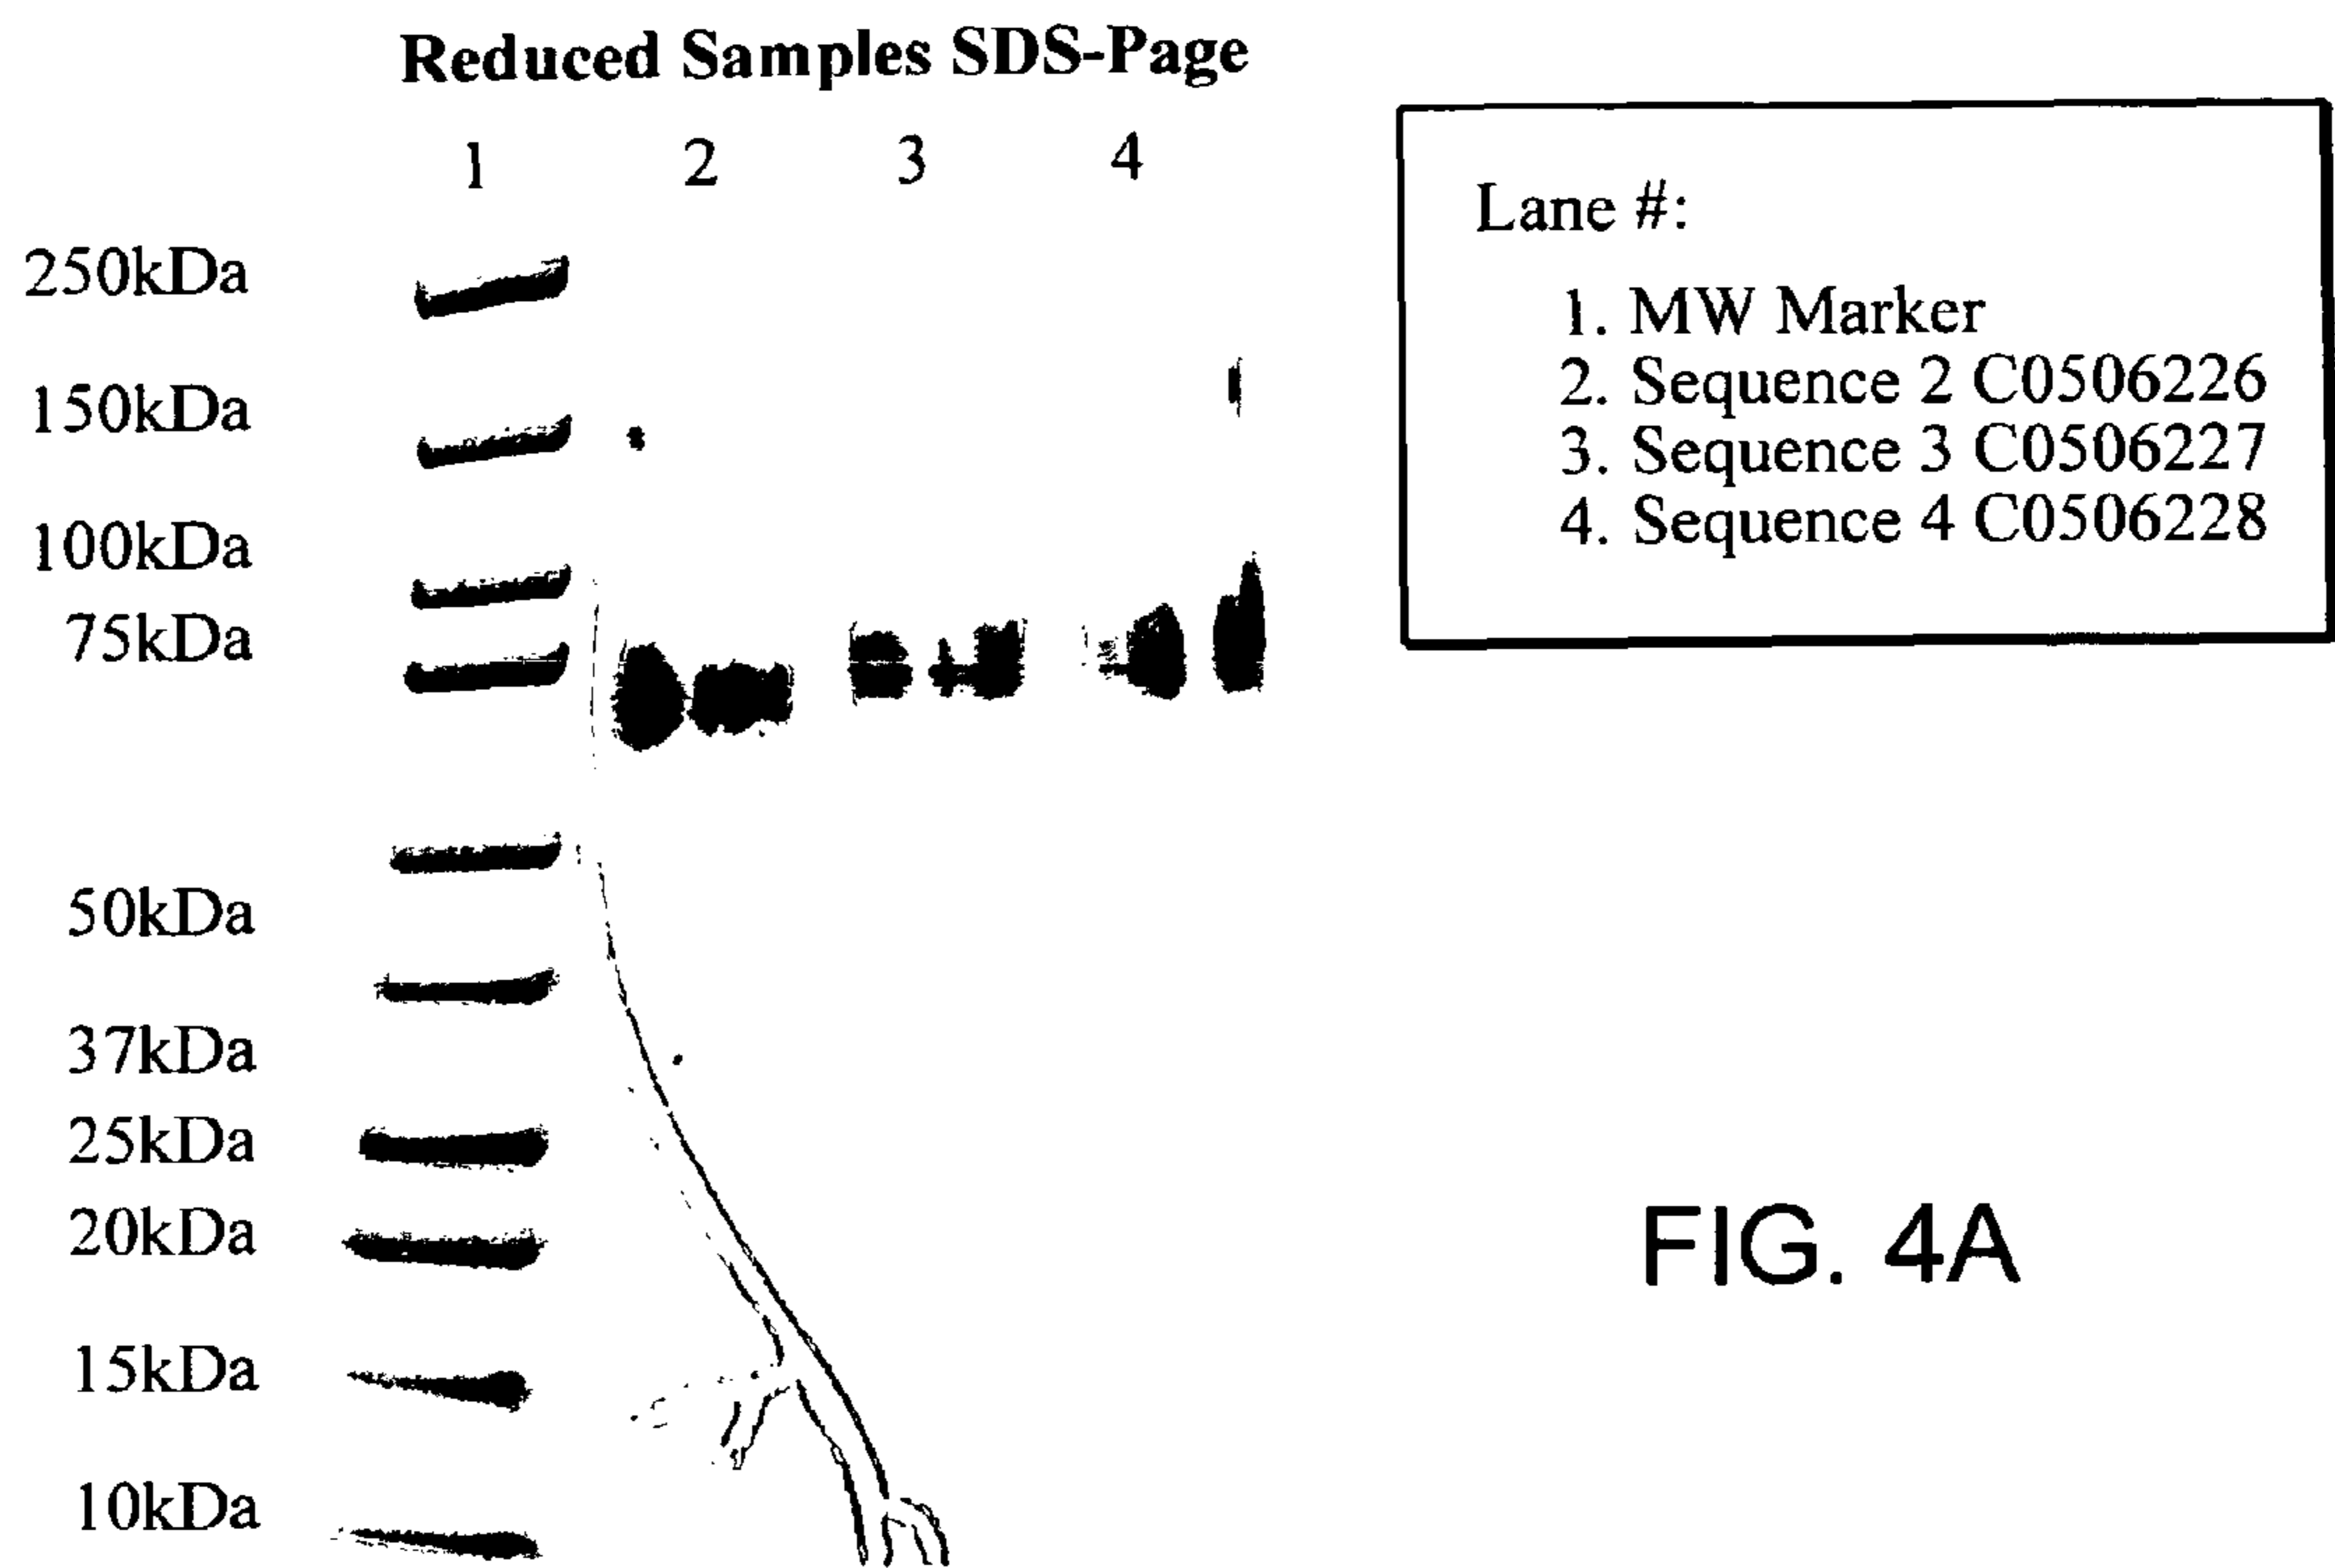 Reduced Samples SDS-Page
1 2 3 4
250kDa
150kDa
100kDa
75kDa
50kDa
37kDa
25kDa
20kDa
15kDa
10kDa
Lane #:
1. MW Marker
2. Sequence 2 C0506226
3. Sequence 3 C0506227
4. Sequence 4 C0506228
FIG. 4A